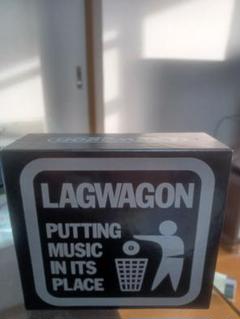 LAGWAGON
PUTTING
MUSIC
IN ITS
PLACE